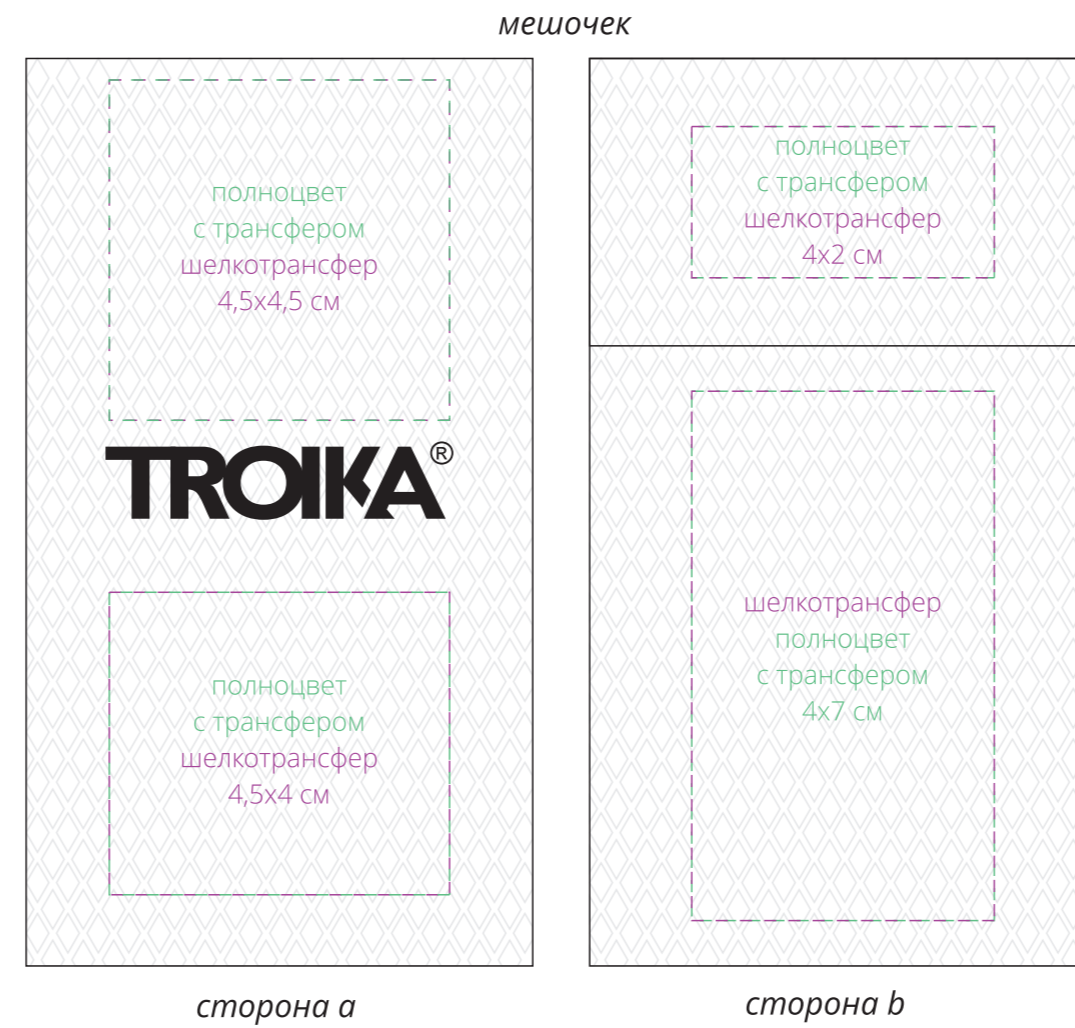 мешочек
полноцвет
с трансфером
шелкотрансфер
4,5x4,5 см
TROIKA®
полноцвет
с трансфером
шелкотрансфер
4,5x4 см
сторона a
полноцвет
с трансфером
шелкотрансфер
4x2 см
шелкотрансфер
полноцвет
с трансфером
4x7 см
сторона b